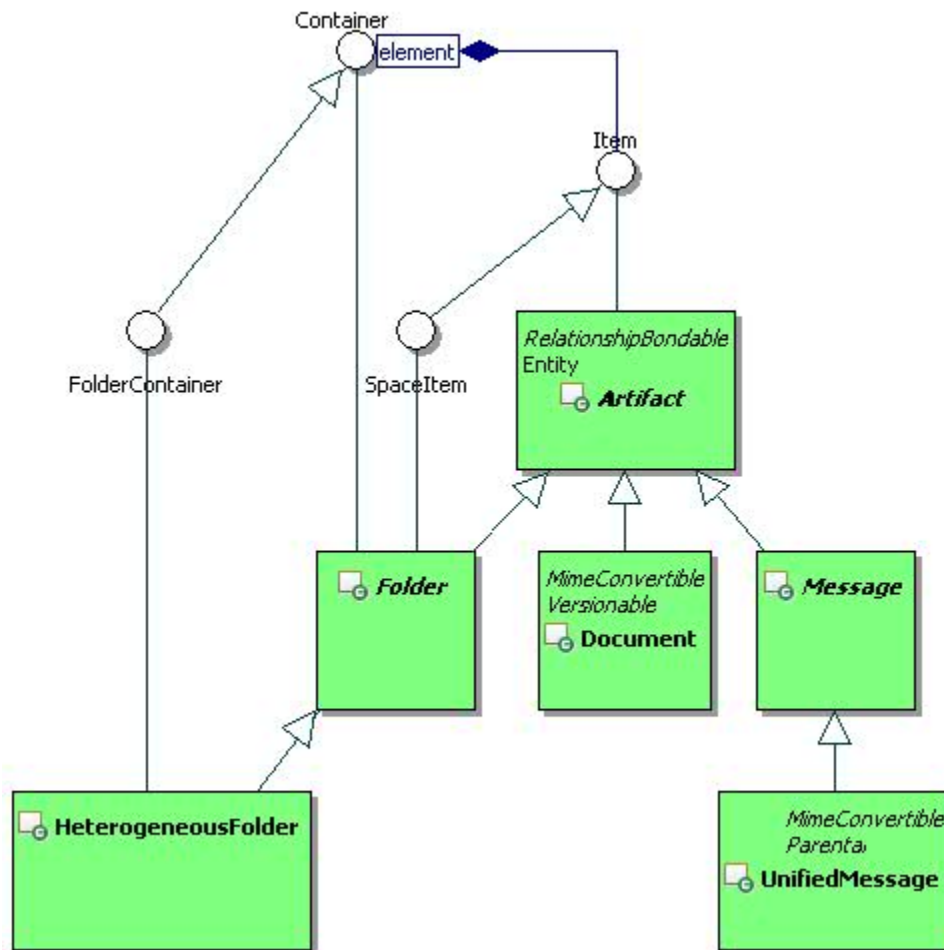 Container
element
Item
FolderContainer
SpaceItem
RelationshipBondable
Entity
Artifact
Folder
MimeConvertible
Versionable
Document
Message
HeterogeneousFolder
MimeConvertible
UnifiedMessage